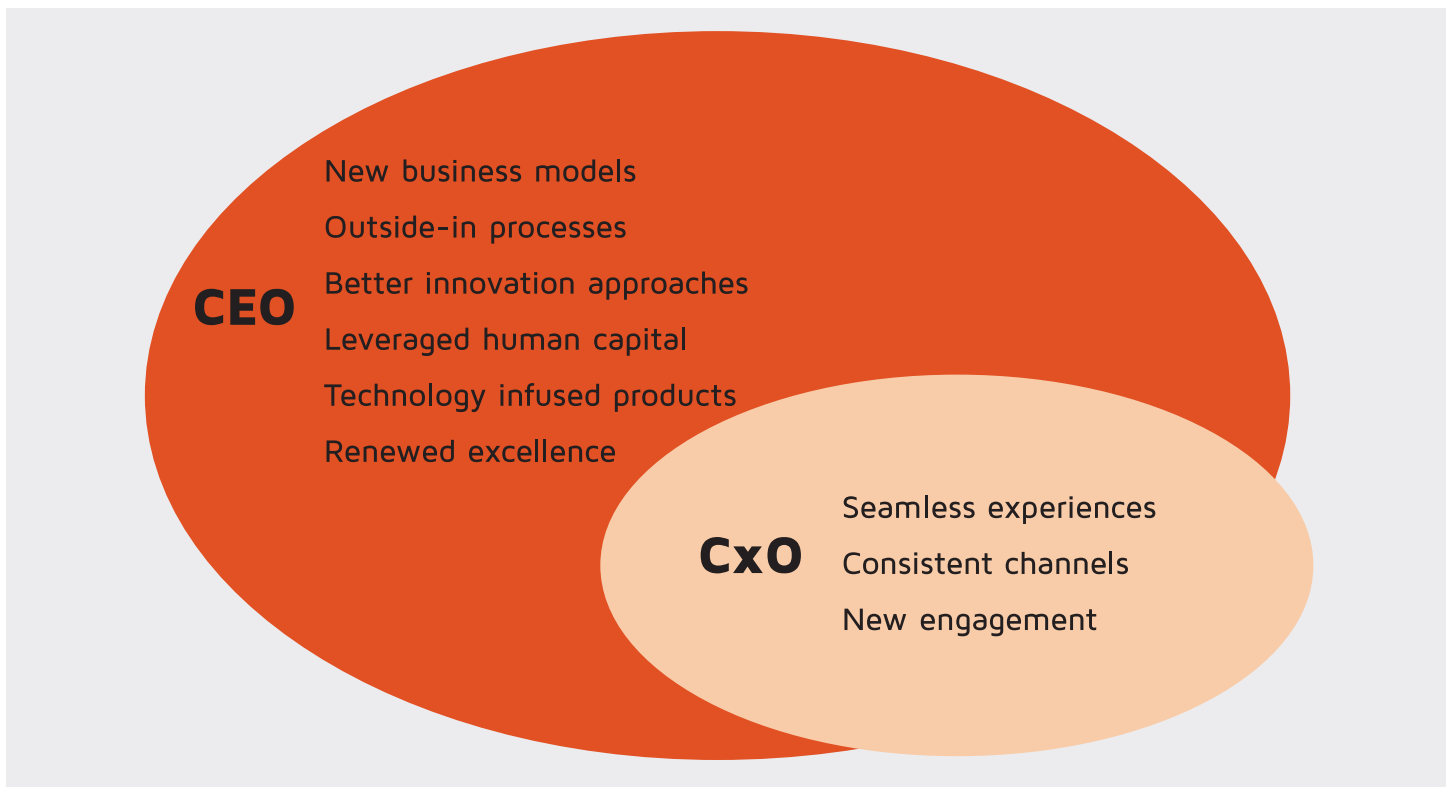 New business models
Outside-in processes
Better innovation approaches
CEO
Leveraged human capital
Technology infused products
Renewed excellence
Seamless experiences
CxO
Consistent channels
New engagement